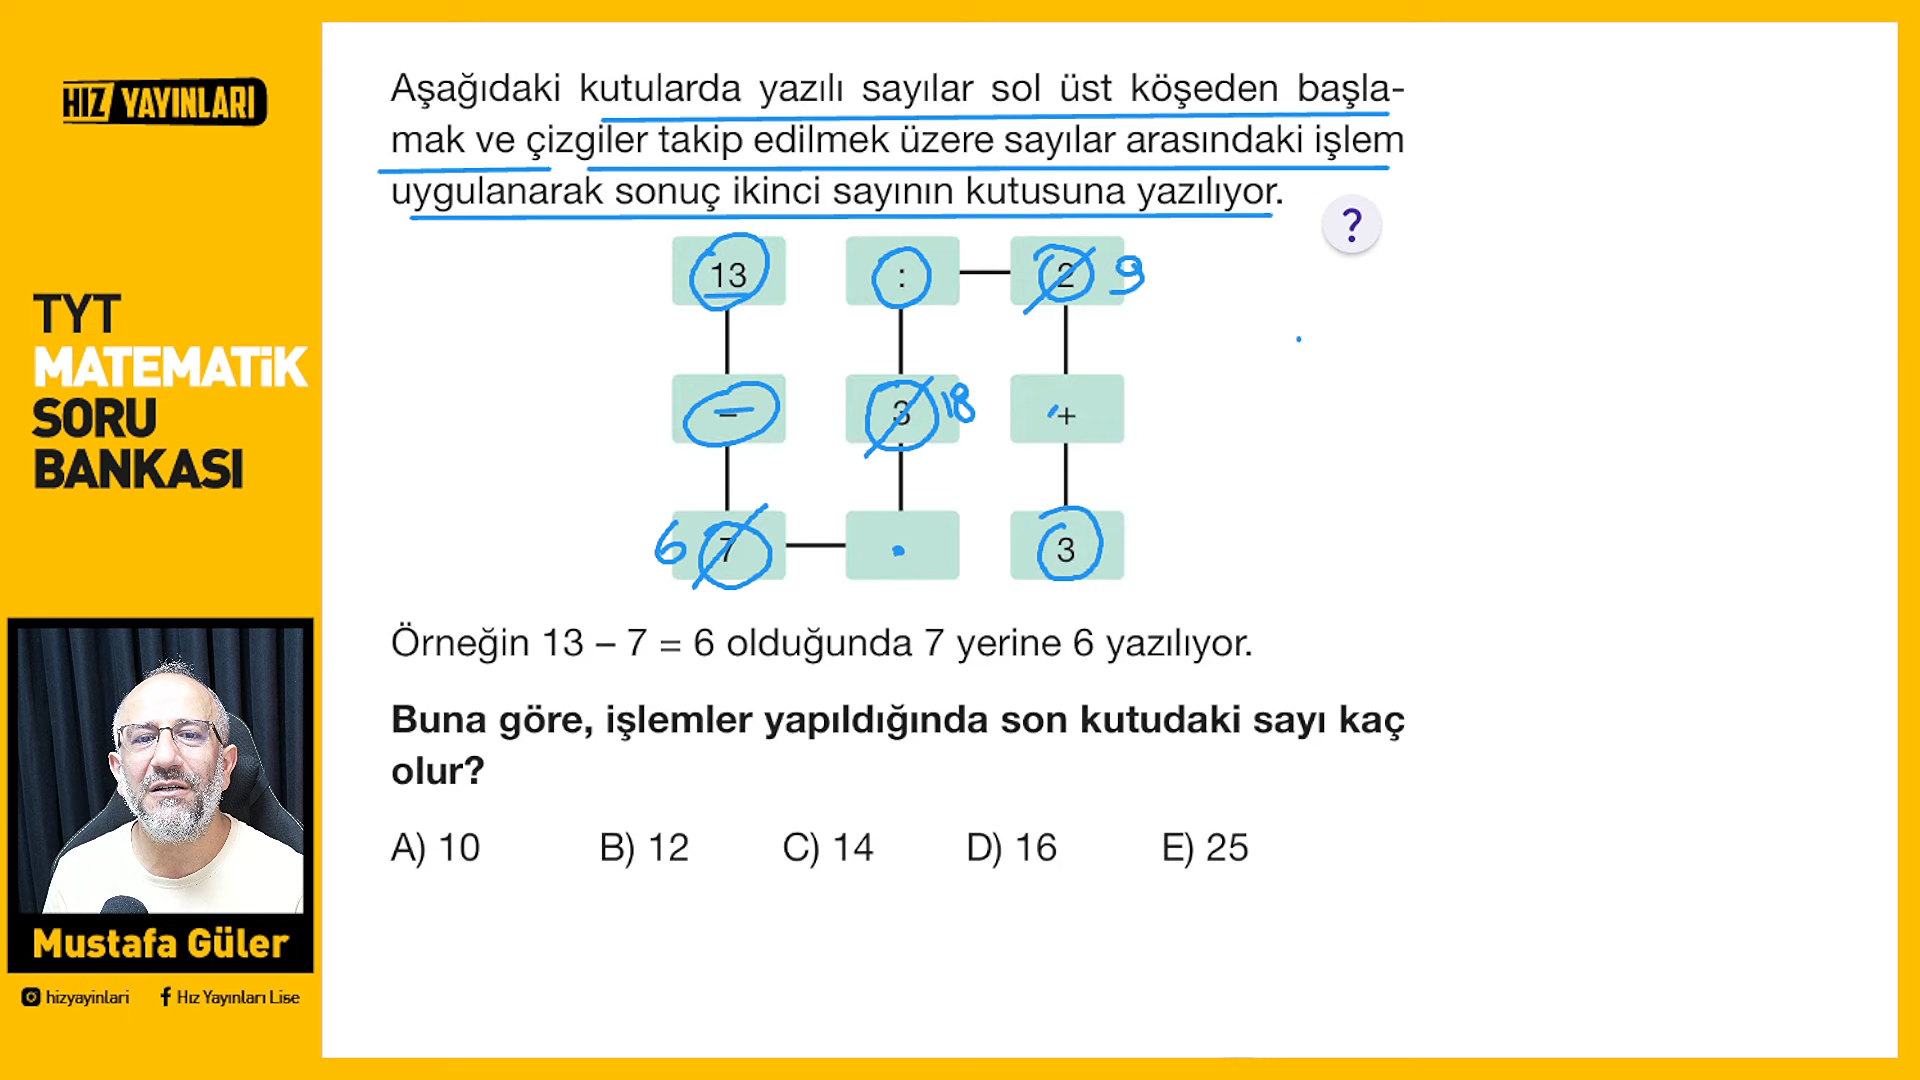 HIZ YAYINLARI
TYT
MATEMATİK
SORU
BANKASI
Mustafa Güler
hizyayinlari
Hız Yayınları Lise
Aşağıdaki kutularda yazılı sayılar sol üst köşeden başla-
mak ve çizgiler takip edilmek üzere sayılar arasındaki işlem
uygulanarak sonuç ikinci sayının kutusuna yazılıyor.
?
13 : 2 9
– 3 18 +
6 7 . 3
Örneğin 13 – 7 = 6 olduğunda 7 yerine 6 yazılıyor.
Buna göre, işlemler yapıldığında son kutudaki sayı kaç
olur?
A) 10 B) 12 C) 14 D) 16 E) 25